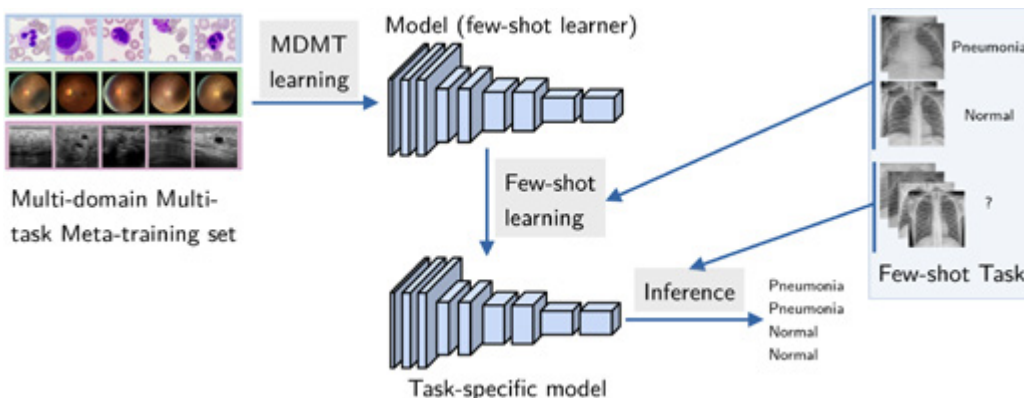 MDMT
learning
Model (few-shot learner)
Pneumonia
Normal
?
Few-shot Task
Multi-domain Multi-
task Meta-training set
Few-shot
learning
Inference
Pneumonia
Pneumonia
Normal
Normal
Task-specific model